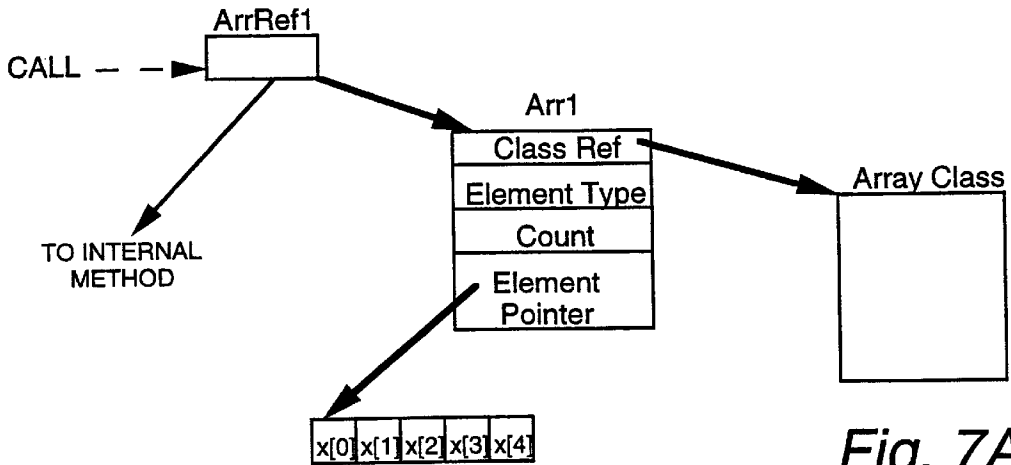 ArrRef1
CALL
Arr1
Class Ref
Element Type
Count
Element
Pointer
Array Class
TO INTERNAL
METHOD
x[0] x[1] x[2] x[3] x[4]
Fig. 7A